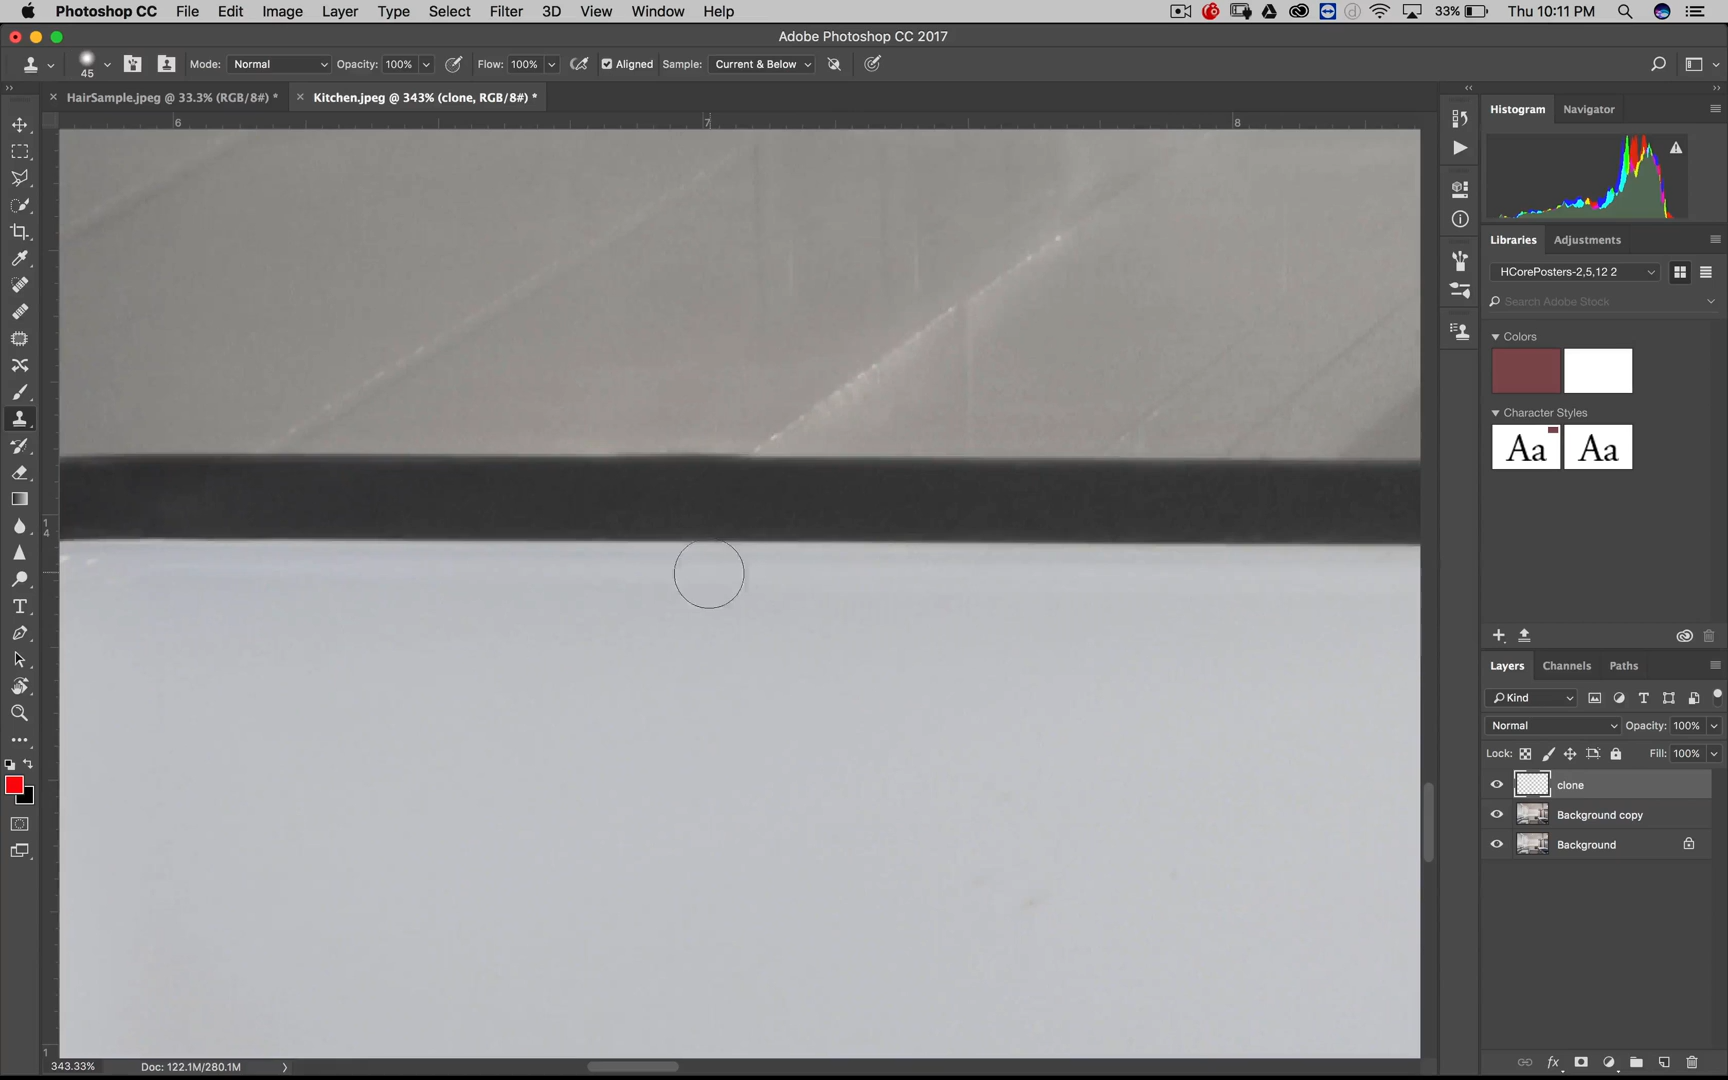 Photoshop CC File Edit Image Layer Type Select Filter 3D View Window Help 33% Thu 10:11 PM
Adobe Photoshop CC 2017
45 Mode: Normal Opacity: 100% Flow: 100% Aligned Sample: Current & Below
HairSample.jpeg @ 33.3% (RGB/8#) * Kitchen.jpeg @ 343% (clone, RGB/8#) *
6 7 8
Histogram Navigator
Libraries Adjustments
HCorePosters-2,5,12 2
Search Adobe Stock
Colors
Character Styles
Aa Aa
1
4
Layers Channels Paths
Kind
Normal Opacity: 100%
Lock: Fill: 100%
clone
Background copy
Background
1
343.33% Doc: 122.1M/280.1M